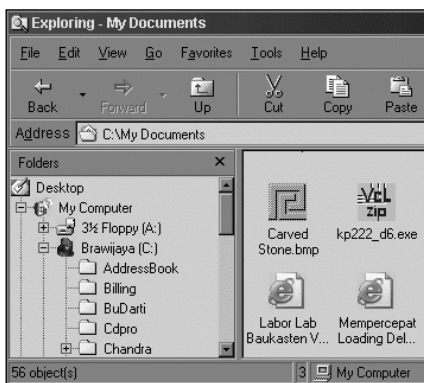 Exploring - My Documents
File Edit View Go Favorites Tools Help
Back Forward Up Cut Copy Paste
Address C:\My Documents
Folders ×
Desktop
My Computer
3½ Floppy (A:)
Brawijaya (C:)
AddressBook
Billing
BuDarti
Cdpro
Chandra
VCL
zip
Carved
Stone.bmp
kp222_d6.exe
Labor Lab
Baukasten V...
Mempercepat
Loading Del...
56 object(s) 3 My Computer